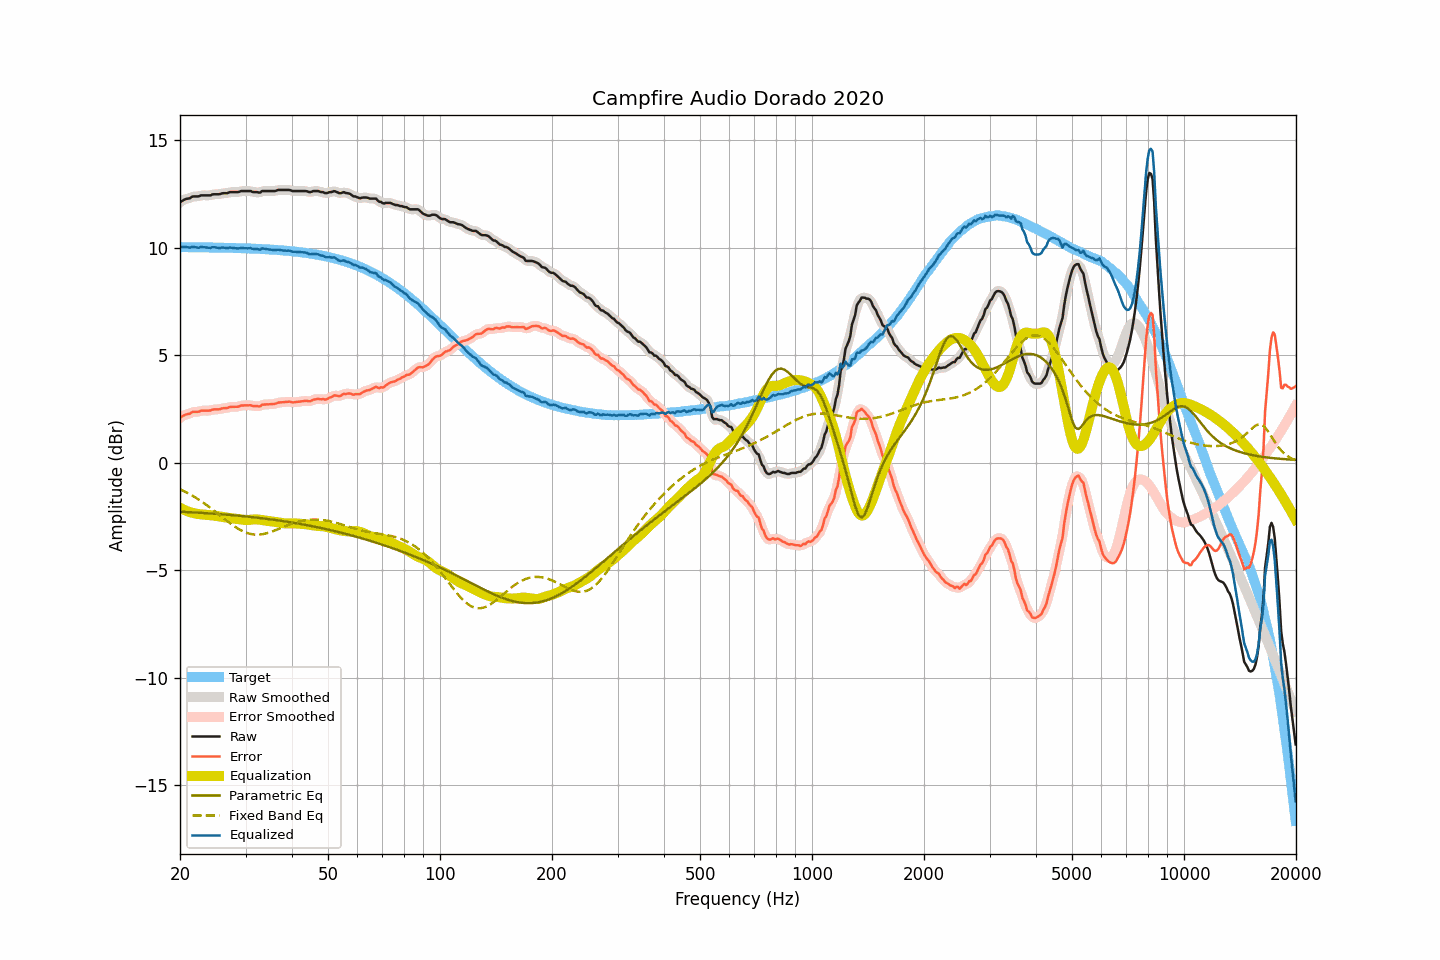 Campfire Audio Dorado 2020
15
10
5
0
−5
−10
−15
Amplitude (dBr)
Target
Raw Smoothed
Error Smoothed
Raw
Error
Equalization
Parametric Eq
Fixed Band Eq
Equalized
20 50 100 200 500 1000 2000 5000 10000 20000
Frequency (Hz)